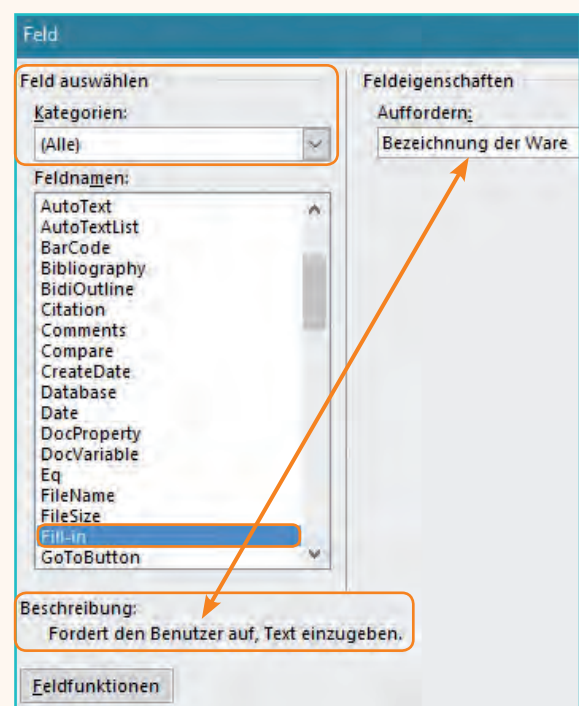 Feld
Feld auswählen
Kategorien:
(Alle)
Feldnamen:
AutoText
AutoTextList
BarCode
Bibliography
BidiOutline
Citation
Comments
Compare
CreateDate
Database
Date
DocProperty
DocVariable
Eq
FileName
FileSize
Fill-in
GoToButton
Feldeigenschaften
Auffordern:
Bezeichnung der Ware
Beschreibung:
Fordert den Benutzer auf, Text einzugeben.
Feldfunktionen